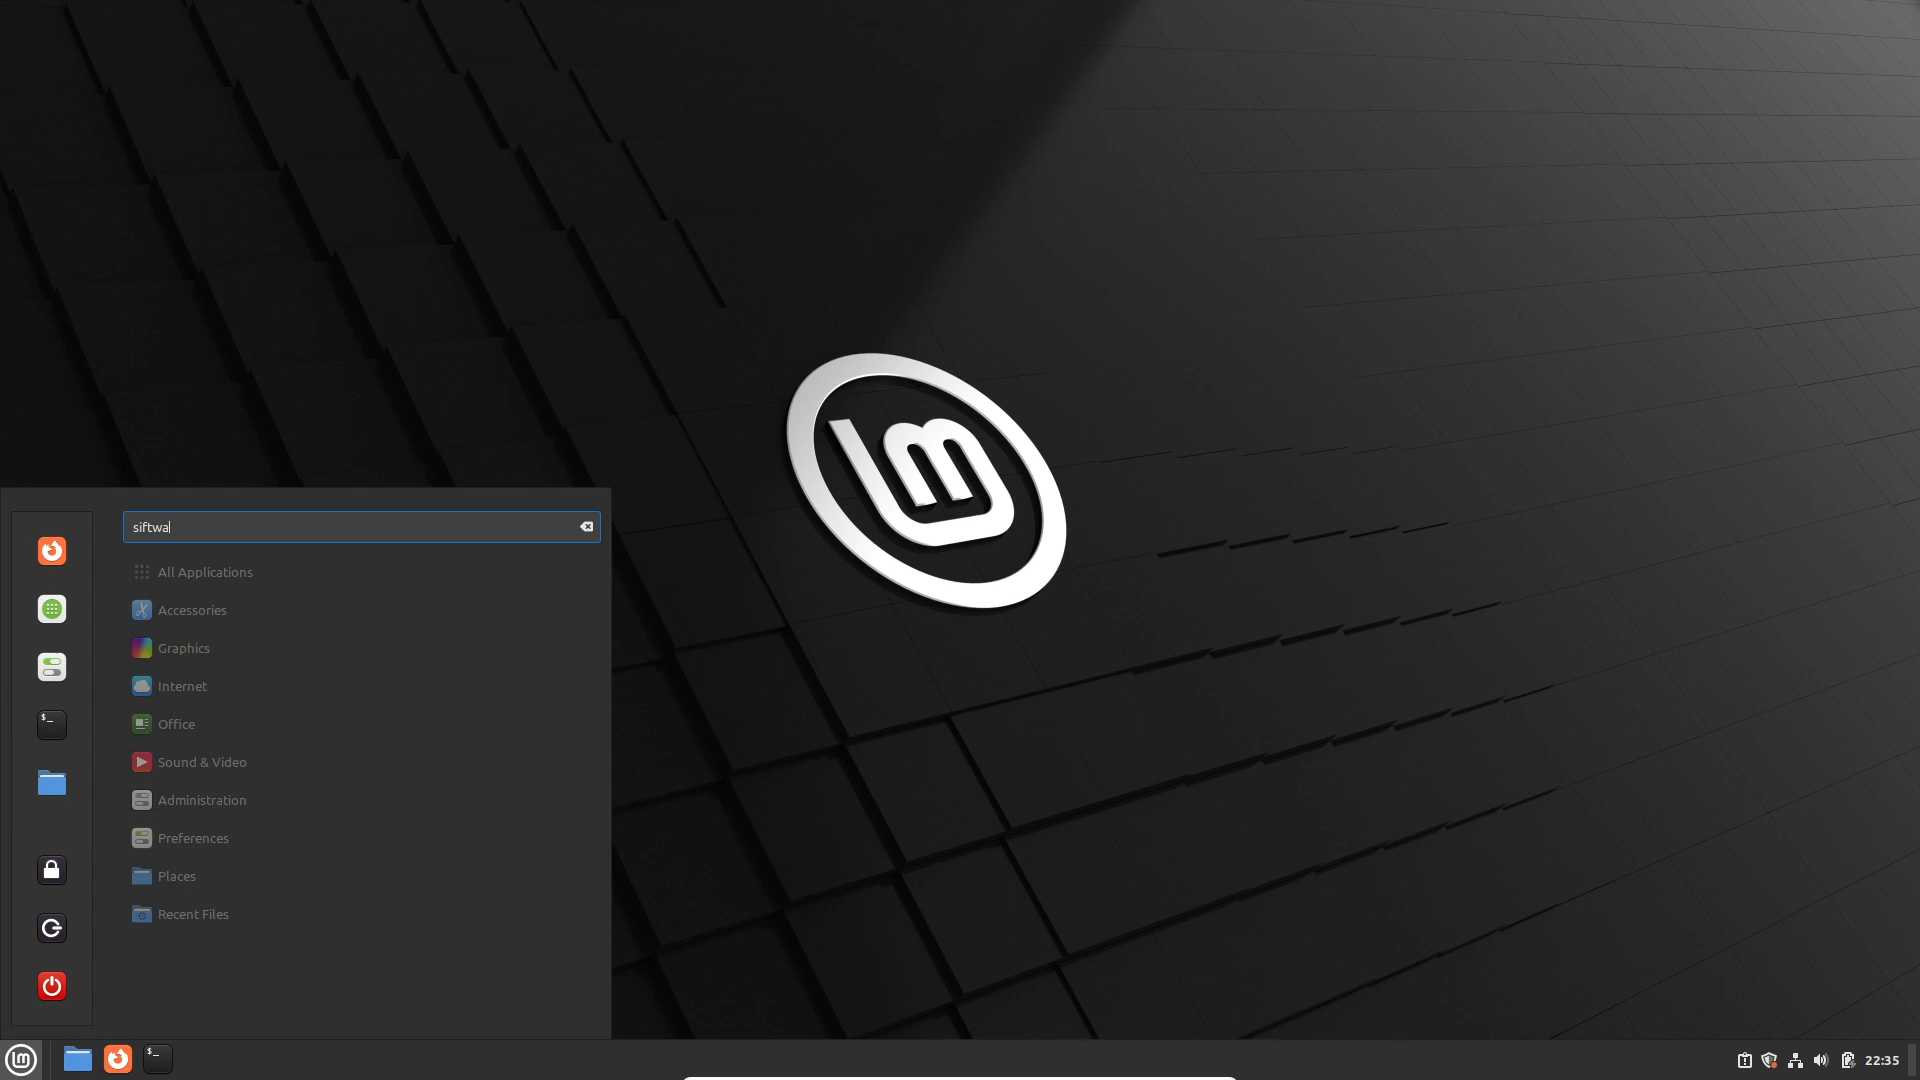 siftwa
All Applications
Accessories
Graphics
Internet
Office
Sound & Video
Administration
Preferences
Places
Recent Files
$_
$_
22:35